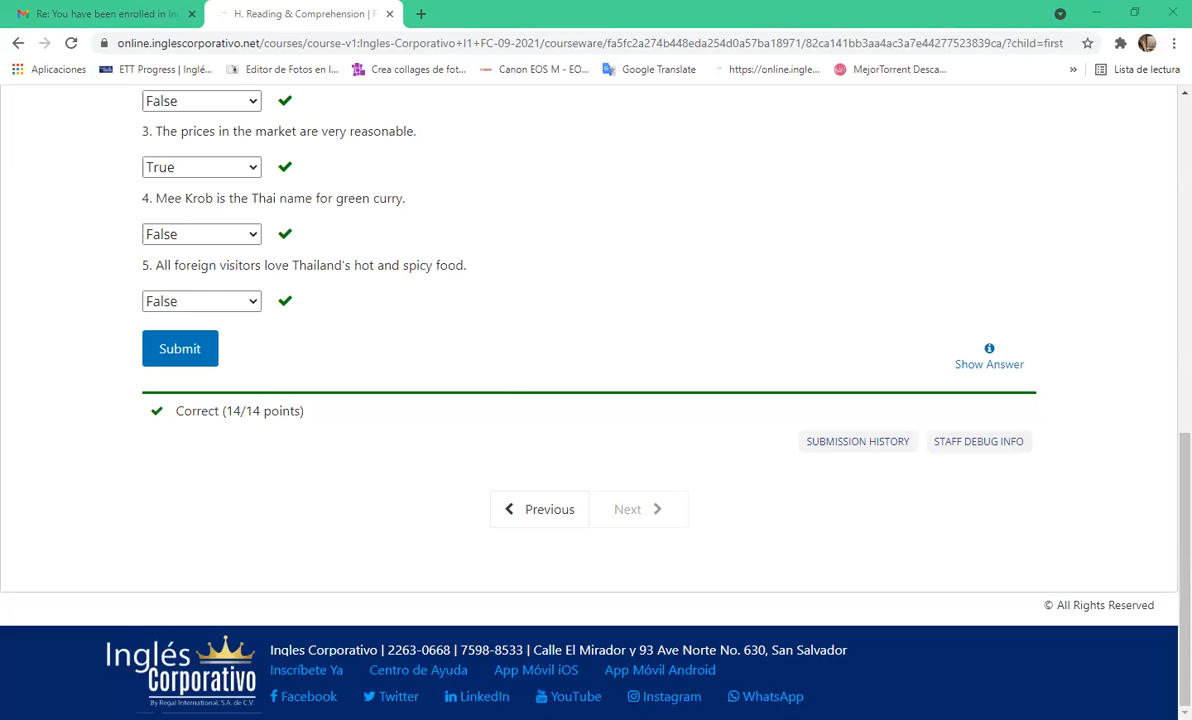 Re: You have been enrolled in In
H. Reading & Comprehension | F
online.inglescorporativo.net/courses/course-v1:Ingles-Corporativo+I1+FC-09-2021/courseware/fa5fc2a274b448eda254d0a57ba18971/82ca141bb3aa4c3a7e44277523839ca/?child=first
Aplicaciones ETT Progress | Inglé... Editor de Fotos en l... Crea collages de fot... Canon EOS M - EO... Google Translate https://online.ingle... MejorTorrent Desca... » Lista de lectura
False
3. The prices in the market are very reasonable.
True
4. Mee Krob is the Thai name for green curry.
False
5. All foreign visitors love Thailand's hot and spicy food.
False
Submit
Show Answer
Correct (14/14 points)
SUBMISSION HISTORY STAFF DEBUG INFO
Previous Next
© All Rights Reserved
Inglés Corporativo
By Regal International, S.A. de C.V.
Ingles Corporativo | 2263-0668 | 7598-8533 | Calle El Mirador y 93 Ave Norte No. 630, San Salvador
Inscríbete Ya Centro de Ayuda App Móvil iOS App Móvil Android
Facebook Twitter LinkedIn YouTube Instagram WhatsApp